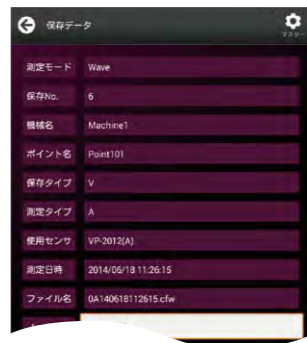 保存データ
マスター
測定モード Wave
保存No. 6
機械名 Machine1
ポイント名 Point101
保存タイプ V
測定タイプ A
使用センサ VP-2012(A)
測定日時 2014/06/18 11:26:15
ファイル名 0A140618112615.cfw